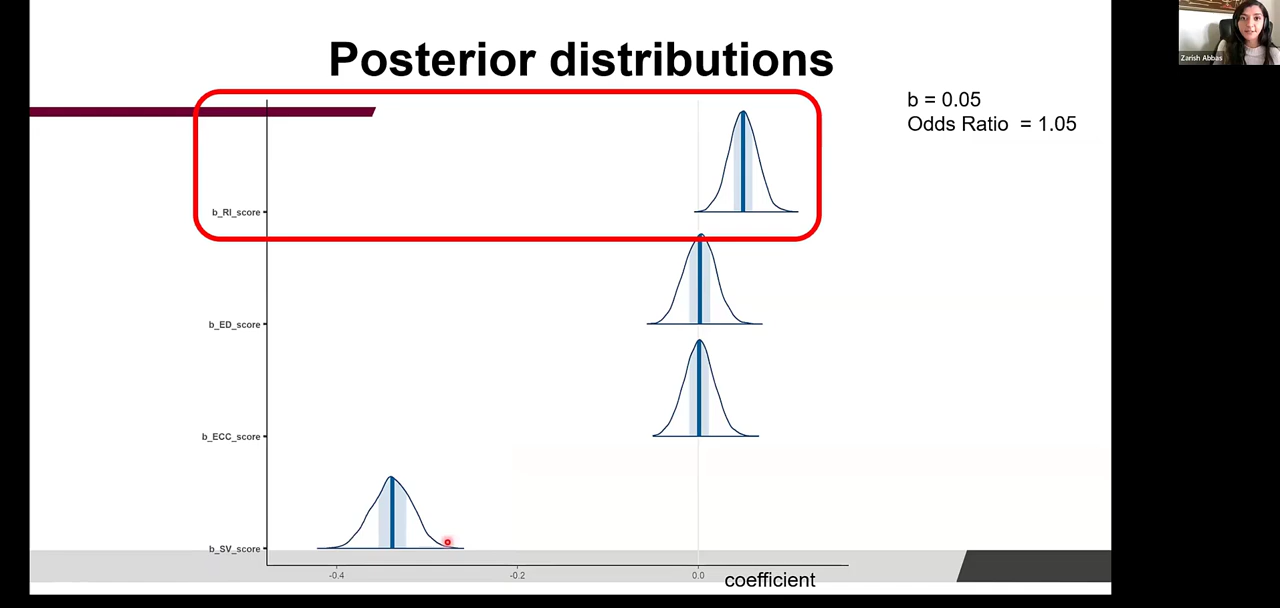 Posterior distributions
Zarish Abbas
b = 0.05
Odds Ratio = 1.05
b_RI_score
b_ED_score
b_ECC_score
b_SV_score
-0.4
-0.2
0.0
coefficient